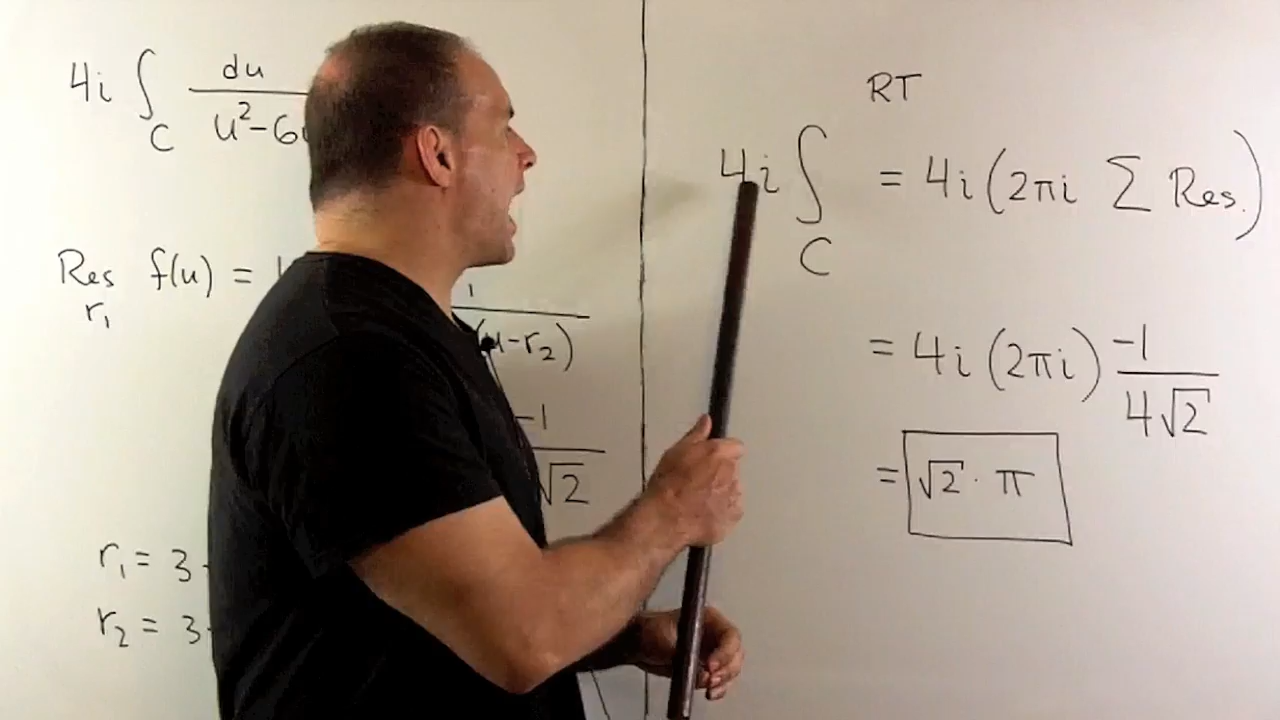 4i ∫_C du / (u² − 6
Res_{r₁} f(u) =
1 / (u − r₂)
−1 / √2
r₁ = 3
r₂ = 3
RT
4i ∫_C = 4i (2πi ∑ Res.)
= 4i (2πi) −1 / 4√2
= √2 · π